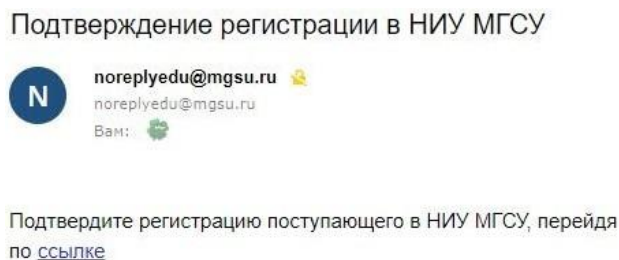 Подтверждение регистрации в НИУ МГСУ
N
noreplyedu@mgsu.ru
noreplyedu@mgsu.ru
Вам:
Подтвердите регистрацию поступающего в НИУ МГСУ, перейдя
по ссылке